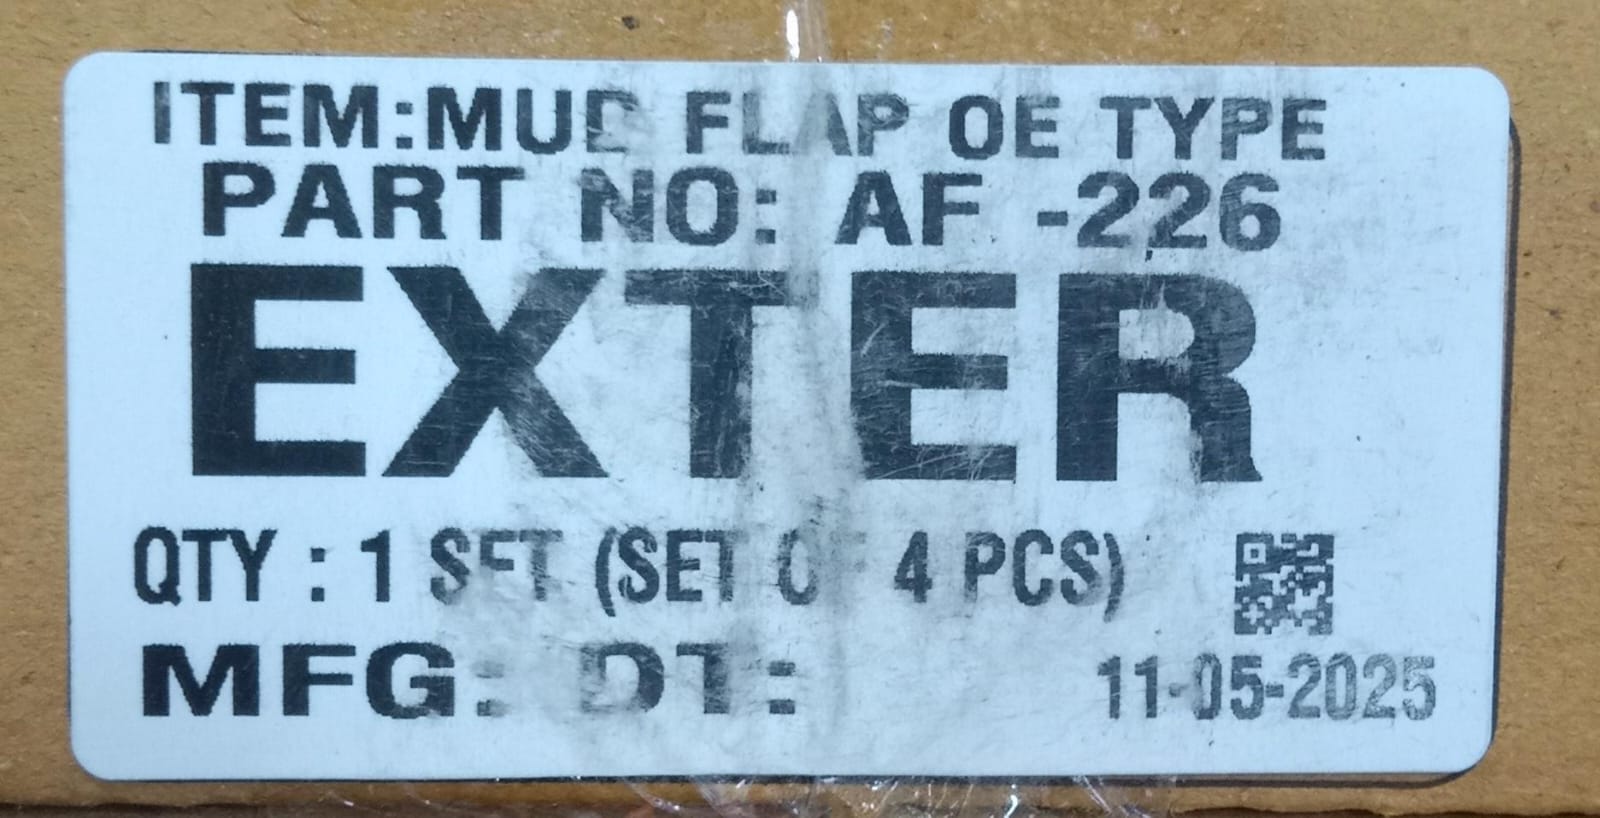 ITEM:MUD FLAP OE TYPE
PART NO: AF -226
EXTER
QTY : 1 SET (SET OF 4 PCS)
MFG: DT: 11-05-2025